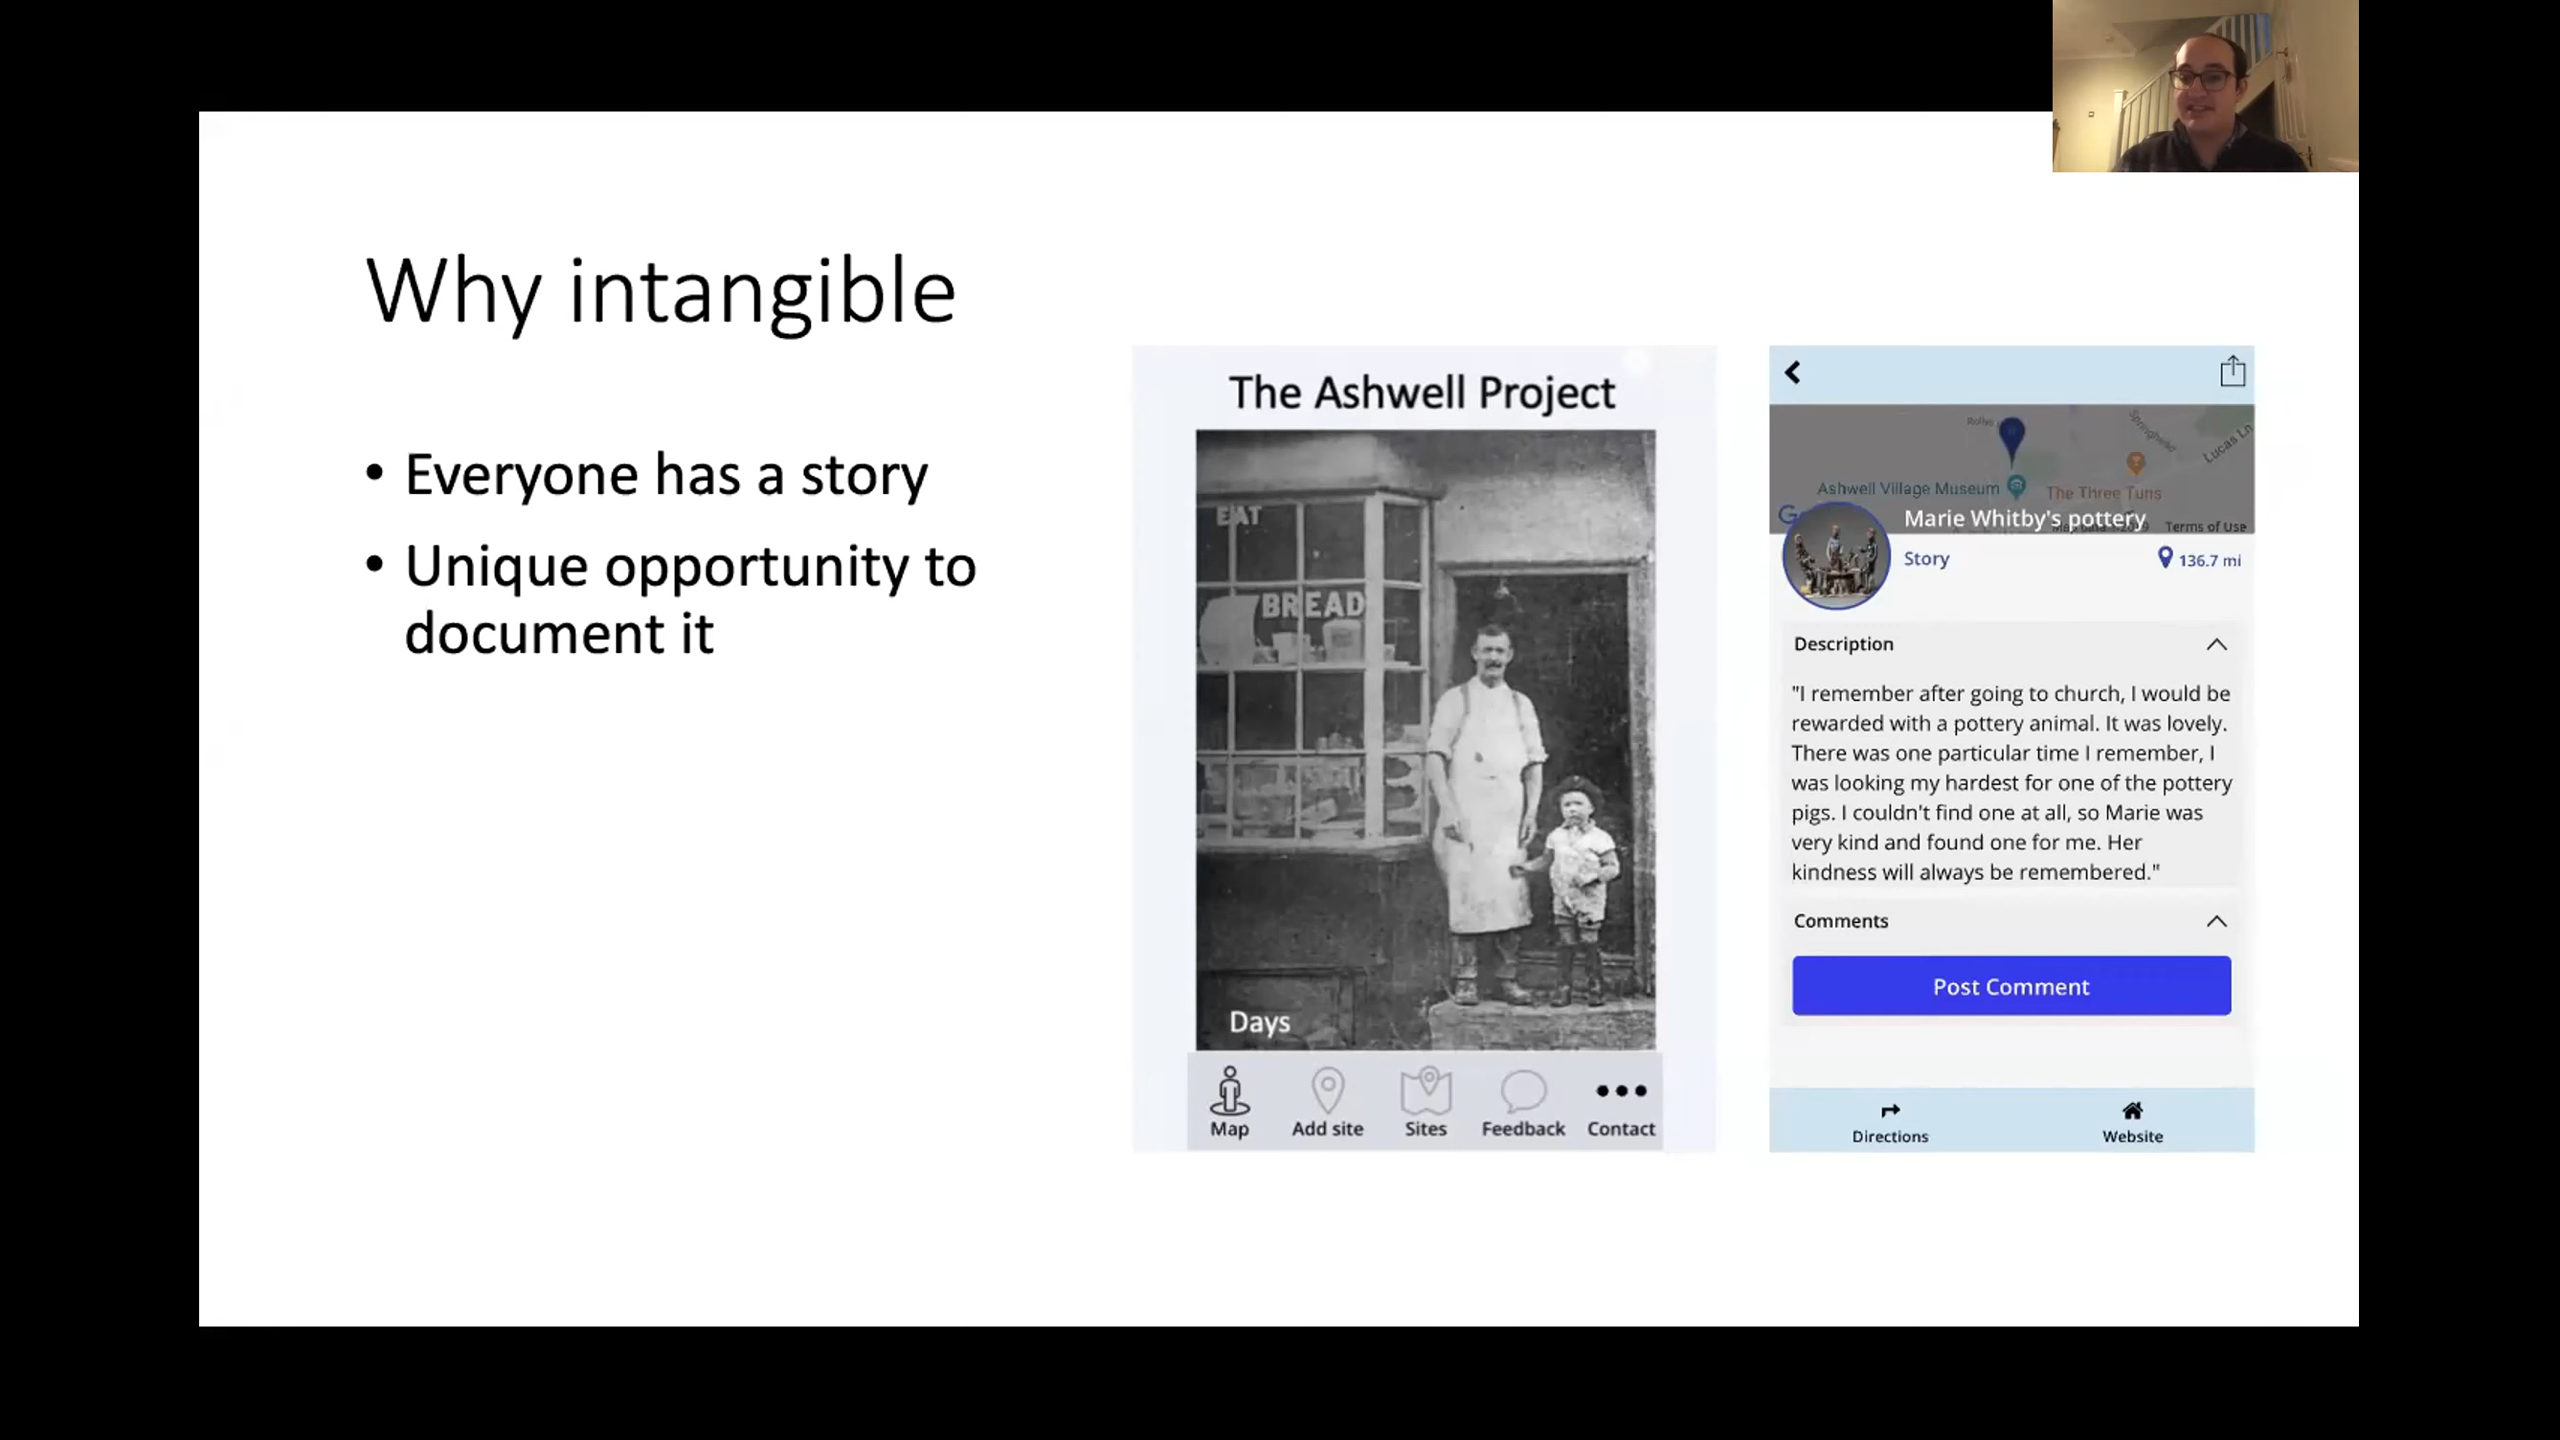 Why intangible
• Everyone has a story
• Unique opportunity to
document it
The Ashwell Project
EAT
BREAD
Days
Map
Add site
Sites
Feedback
Contact
Springhead
Lucas Ln
Ashwell Village Museum
The Three Tuns
Marie Whitby's pottery
Terms of Use
Story
136.7 mi
Description
"I remember after going to church, I would be
rewarded with a pottery animal. It was lovely.
There was one particular time I remember, I
was looking my hardest for one of the pottery
pigs. I couldn't find one at all, so Marie was
very kind and found one for me. Her
kindness will always be remembered."
Comments
Post Comment
Directions
Website